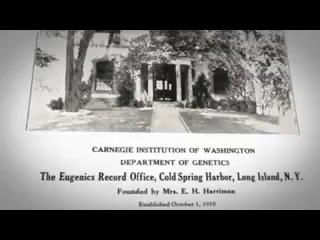 CARNEGIE INSTITUTION OF WASHINGTON
DEPARTMENT OF GENETICS
The Eugenics Record Office, Cold Spring Harbor, Long Island, N. Y.
Founded by Mrs. E. H. Harriman
Established October 1, 1910